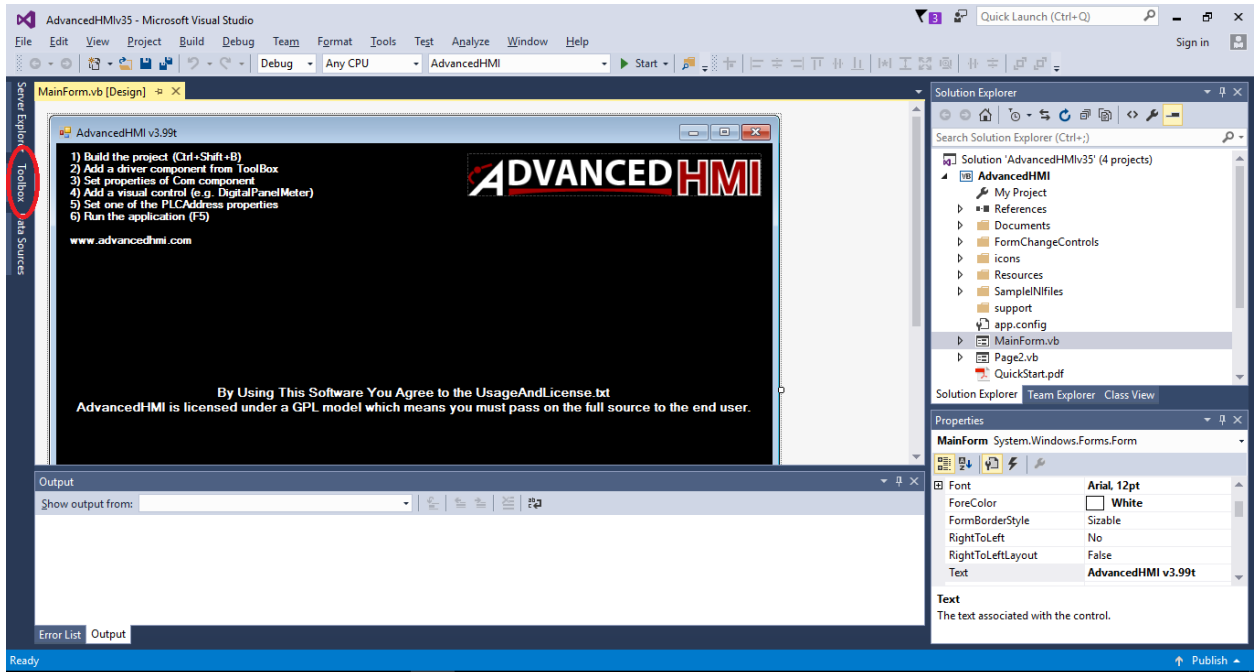 AdvancedHMIv35 - Microsoft Visual Studio
3
Quick Launch (Ctrl+Q)
File Edit View Project Build Debug Team Format Tools Test Analyze Window Help
Sign in
Debug Any CPU AdvancedHMI Start
Server Explorer
Toolbox
Data Sources
MainForm.vb [Design]
AdvancedHMI v3.99t
1) Build the project (Ctrl+Shift+B)
2) Add a driver component from ToolBox
3) Set properties of Com component
4) Add a visual control (e.g. DigitalPanelMeter)
5) Set one of the PLCAddress properties
6) Run the application (F5)
www.advancedhmi.com
ADVANCED HMI
By Using This Software You Agree to the UsageAndLicense.txt
AdvancedHMI is licensed under a GPL model which means you must pass on the full source to the end user.
Output
Show output from:
Error List Output
Solution Explorer
Search Solution Explorer (Ctrl+;)
Solution 'AdvancedHMIv35' (4 projects)
VB AdvancedHMI
My Project
References
Documents
FormChangeControls
icons
Resources
SampleINIfiles
support
app.config
MainForm.vb
Page2.vb
QuickStart.pdf
Solution Explorer Team Explorer Class View
Properties
MainForm System.Windows.Forms.Form
Font Arial, 12pt
ForeColor White
FormBorderStyle Sizable
RightToLeft No
RightToLeftLayout False
Text AdvancedHMI v3.99t
Text
The text associated with the control.
Ready
Publish